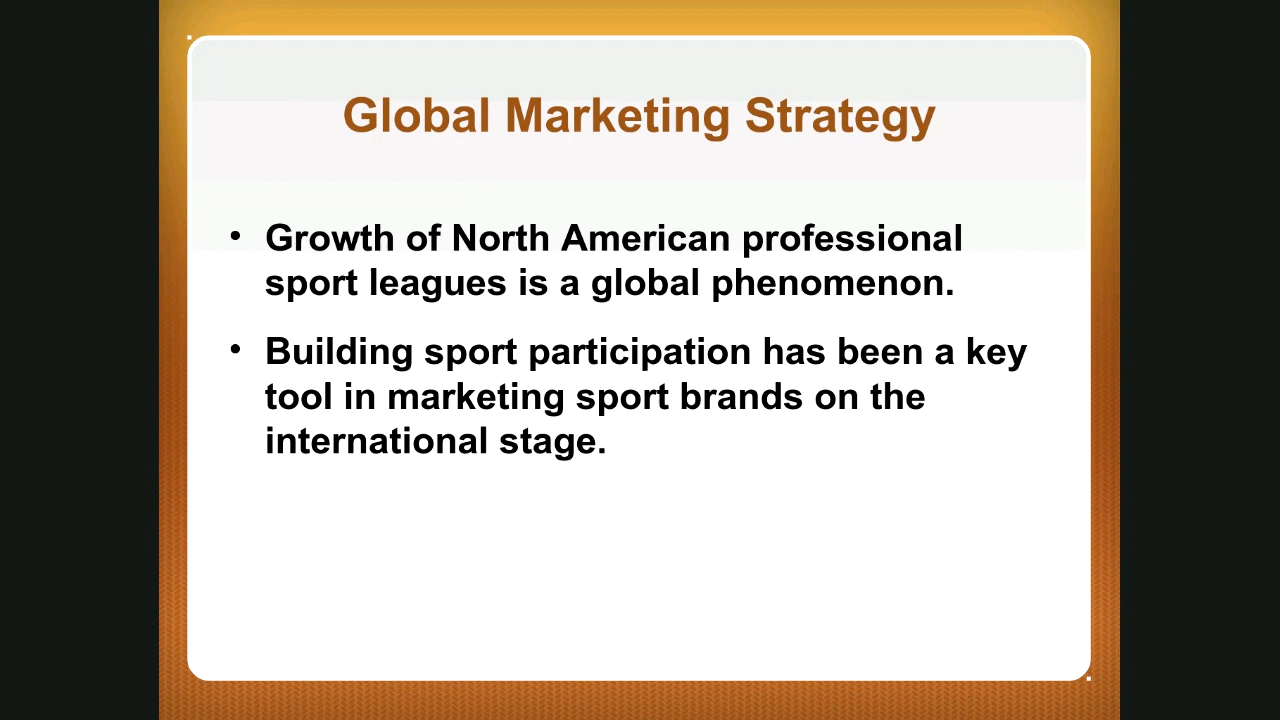 Global Marketing Strategy
• Growth of North American professional
sport leagues is a global phenomenon.
• Building sport participation has been a key
tool in marketing sport brands on the
international stage.